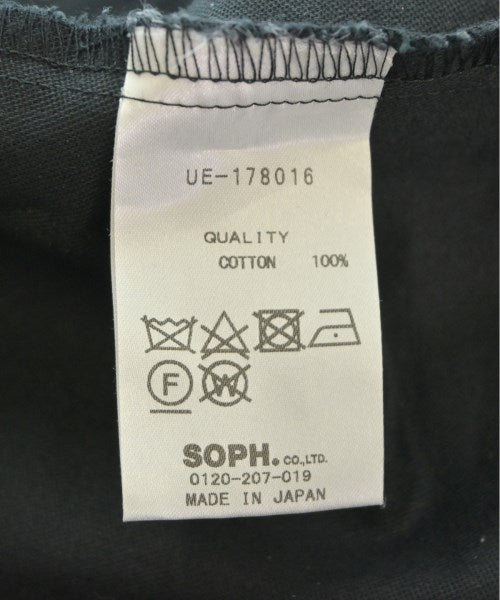 UE-178016
QUALITY
COTTON 100%
F
W
SOPH. CO.,LTD.
0120-207-019
MADE IN JAPAN